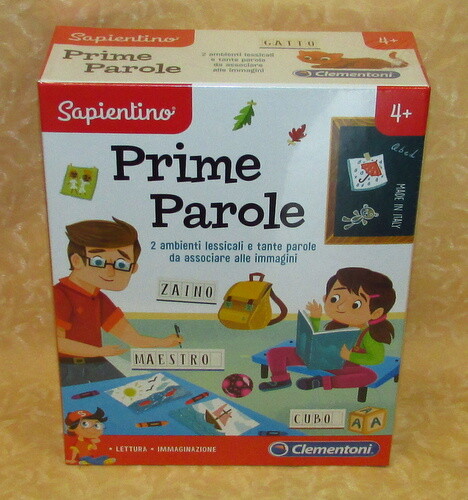 Sapientino
Prime
Parole
2 ambienti lessicali
e tante parole
da associare
alle immagini
GATTO
4+
Clementoni
Sapientino
4+
Prime
Parole
2 ambienti lessicali e tante parole
da associare alle immagini
MADE IN ITALY
ZAINO
MAESTRO
CUBO
A A
• LETTURA • IMMAGINAZIONE
Clementoni